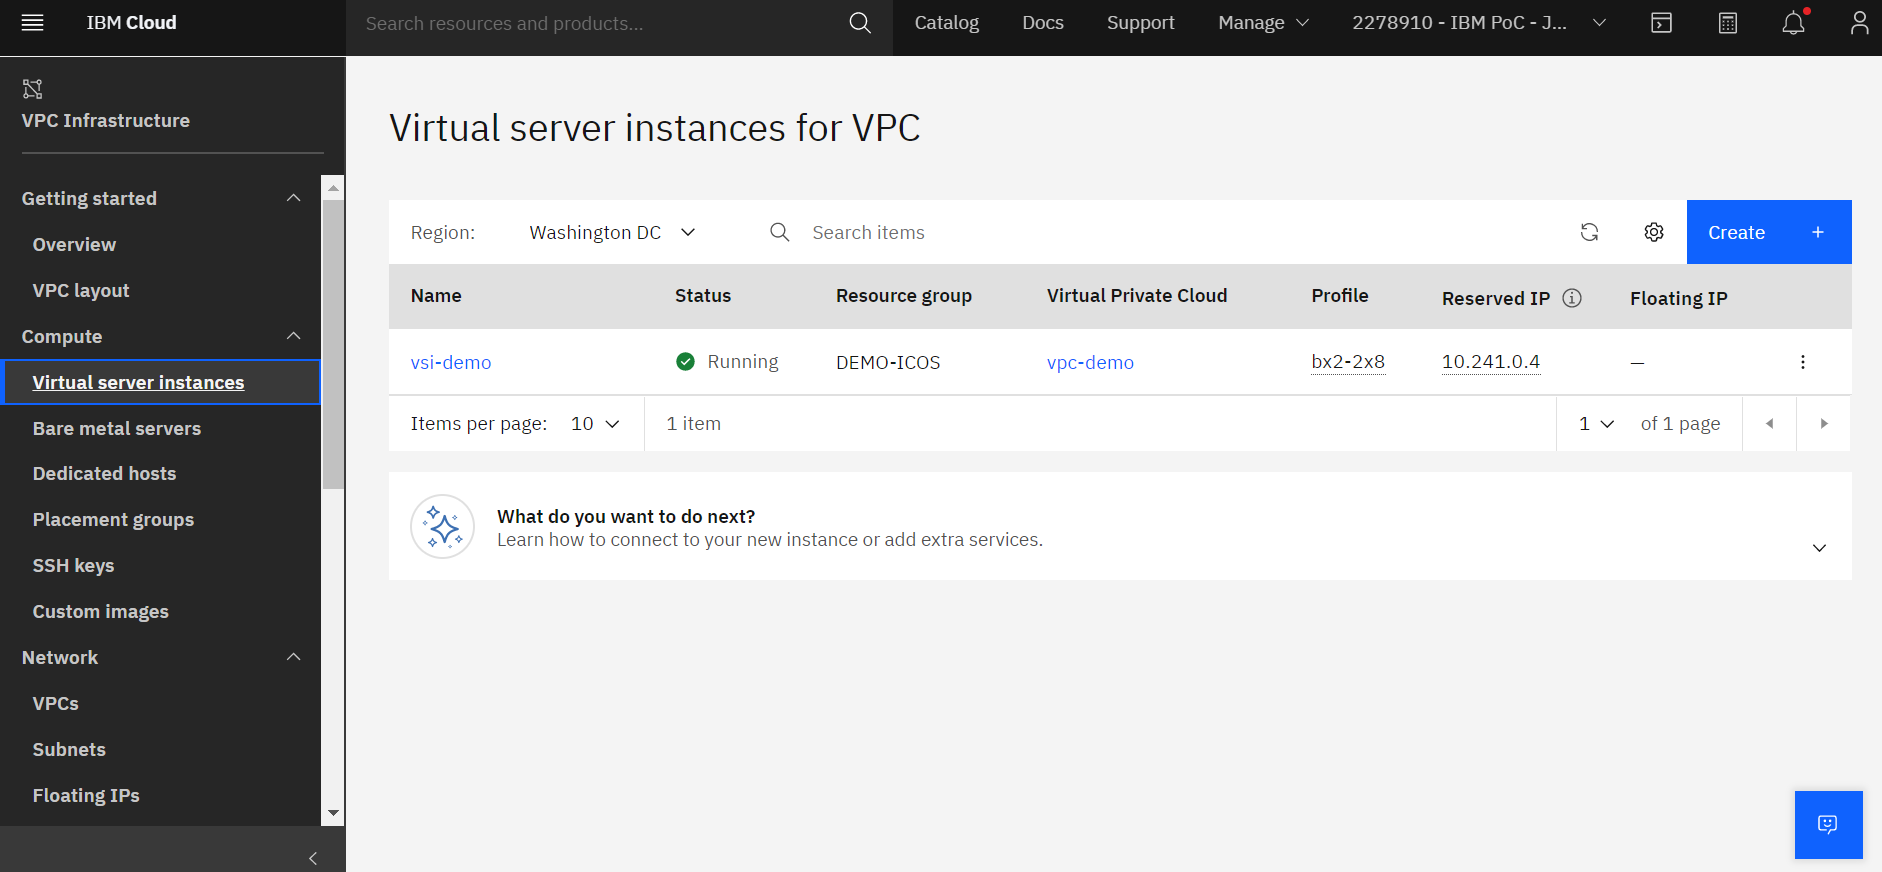 IBM Cloud
Search resources and products...
Catalog
Docs
Support
Manage
2278910 - IBM PoC - J...
VPC Infrastructure
Getting started
Overview
VPC layout
Compute
Virtual server instances
Bare metal servers
Dedicated hosts
Placement groups
SSH keys
Custom images
Network
VPCs
Subnets
Floating IPs
Virtual server instances for VPC
Region: Washington DC
Search items
Create +
Name Status Resource group Virtual Private Cloud Profile Reserved IP Floating IP
vsi-demo Running DEMO-ICOS vpc-demo bx2-2x8 10.241.0.4 –
Items per page: 10 1 item 1 of 1 page
What do you want to do next?
Learn how to connect to your new instance or add extra services.